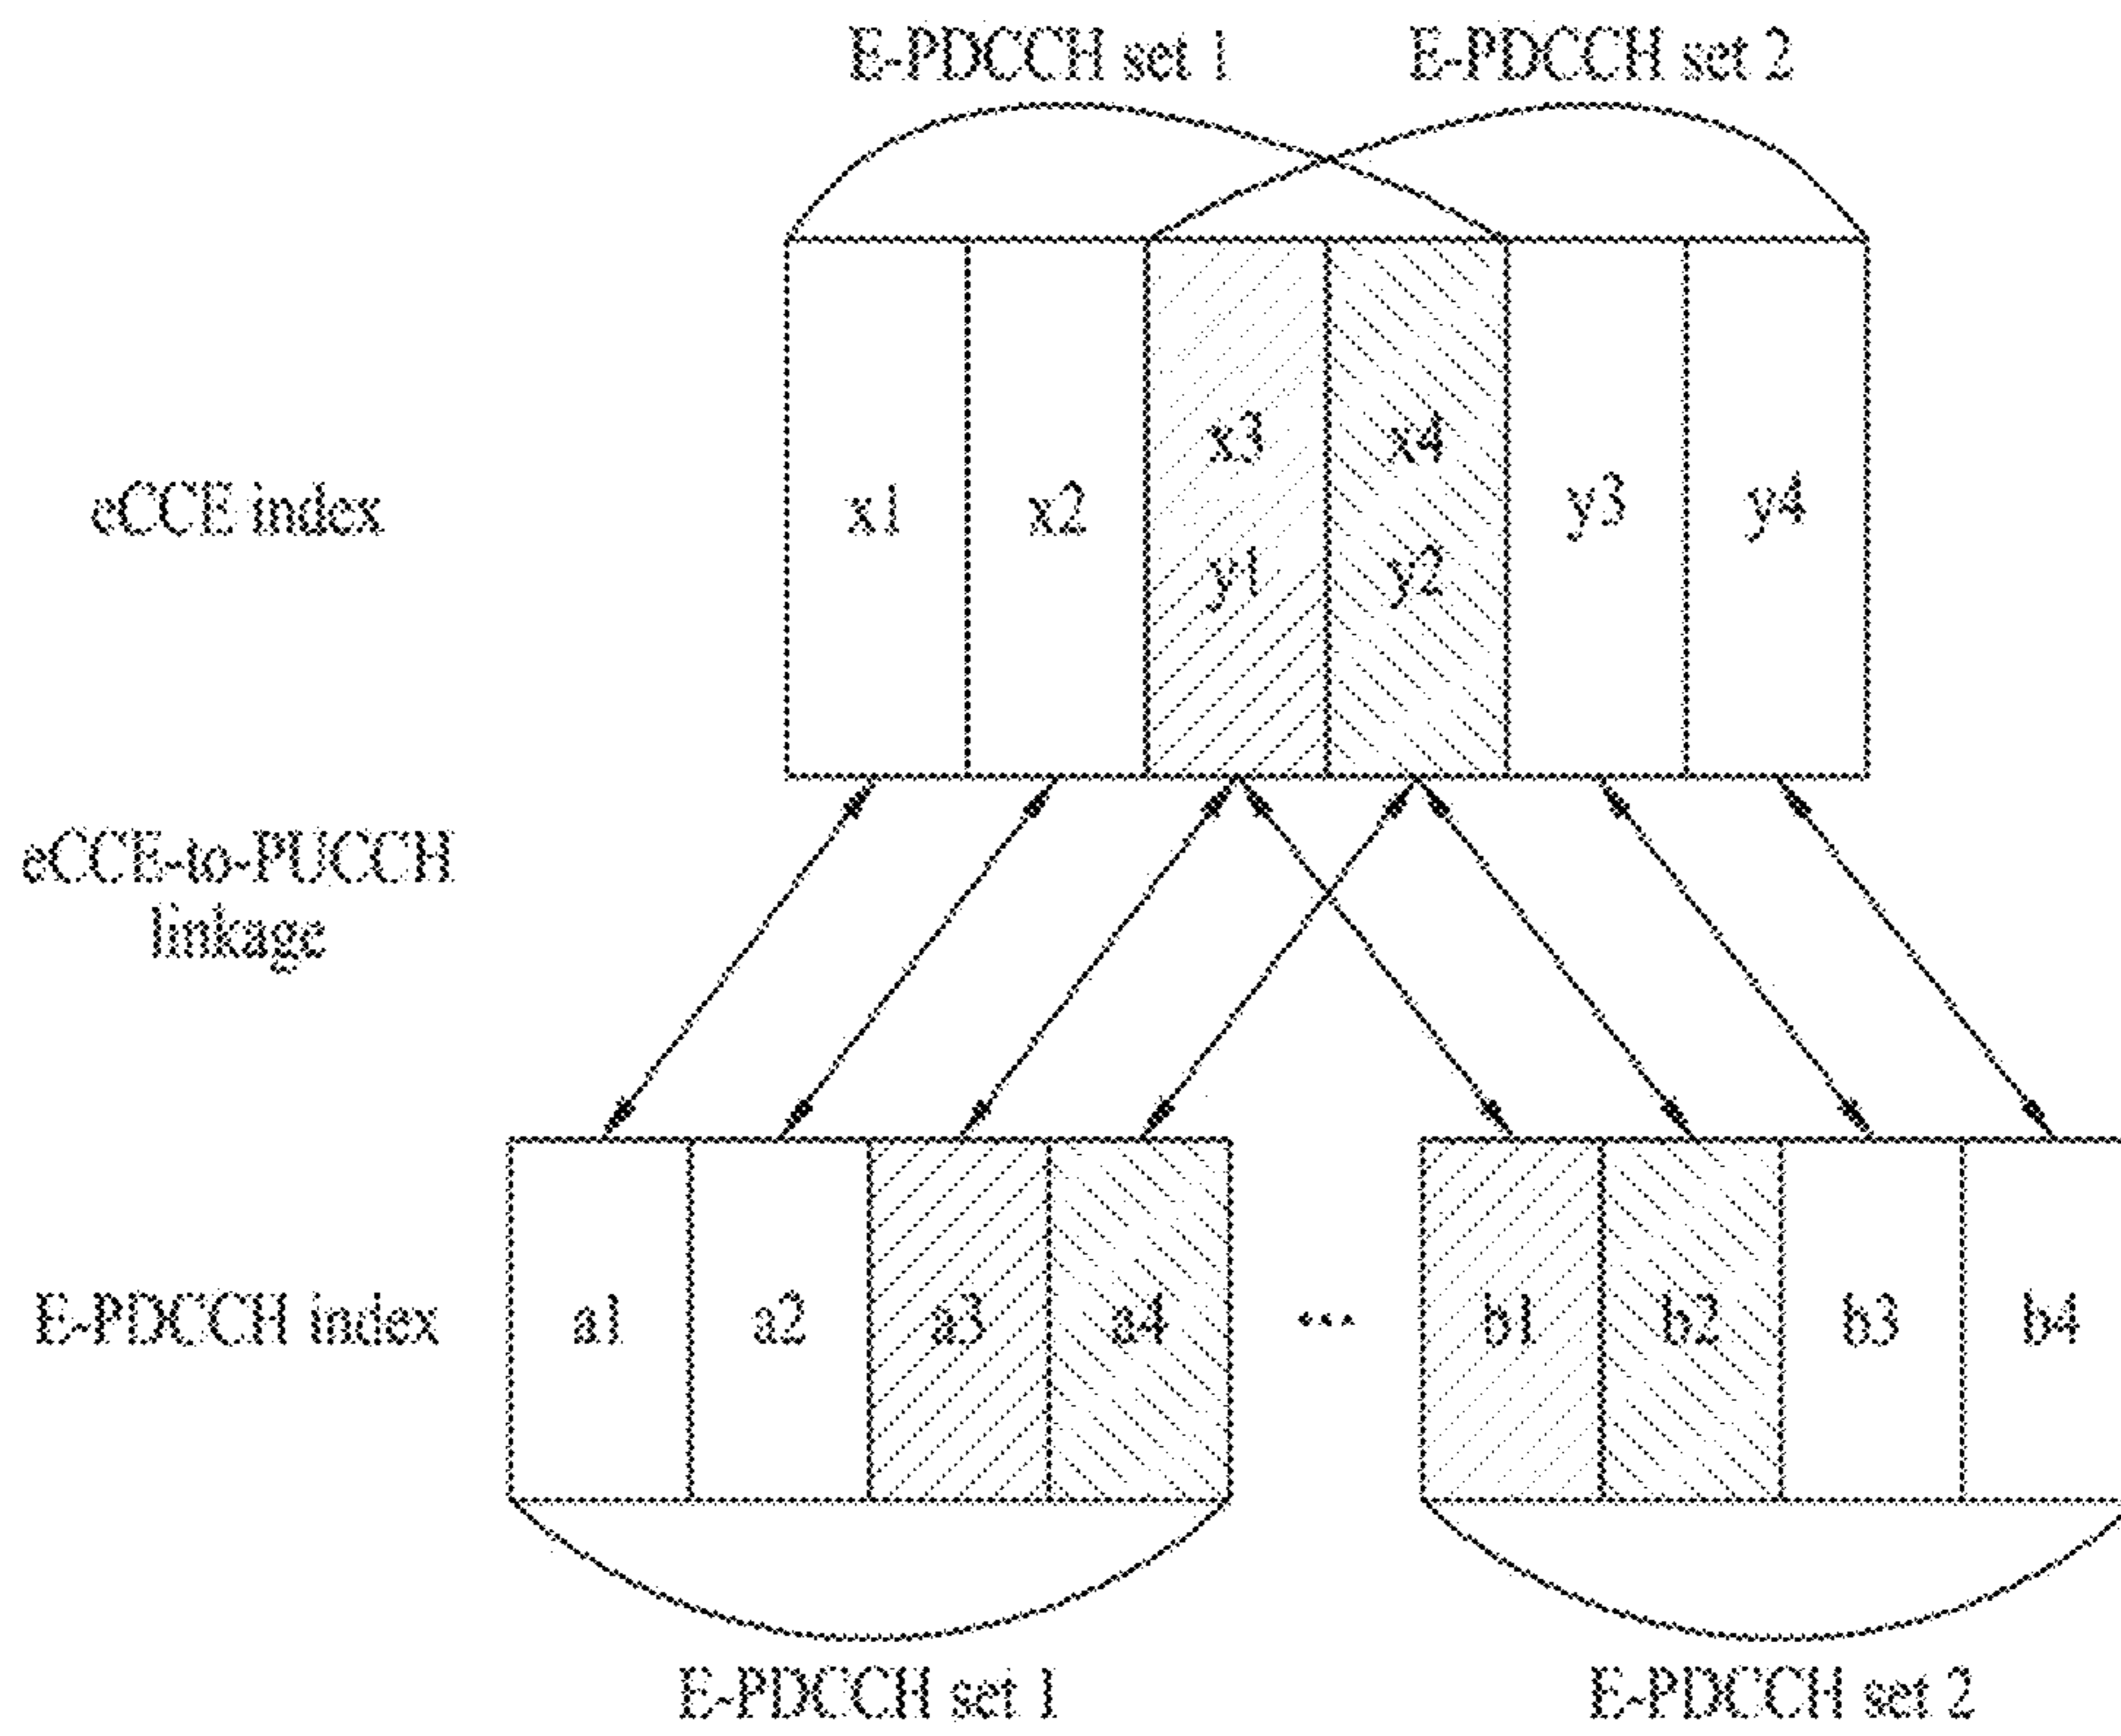 E-PDCCH set 1 E-PDCCH set 2
x3 x4
eCCE index x1 x2 y3 y4
y1 y2
eCCE-to-PUCCH
linkage
E-PDCCH index a1 a2 a3 a4 ... b1 b2 b3 b4
E-PDCCH set 1 E-PDCCH set 2